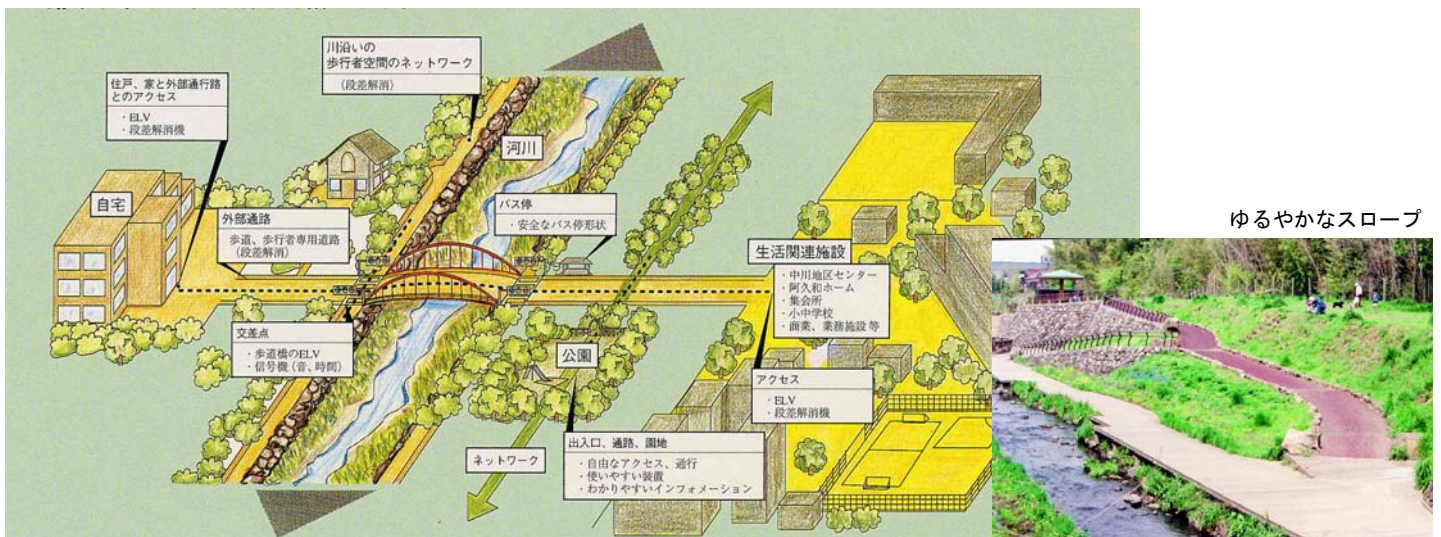 川沿いの
歩行者空間のネットワーク
(段差解消)
住戸、家と外部通行路
とのアクセス
・ELV
・段差解消機
河川
自宅
外部通路
歩道、歩行者専用道路
(段差解消)
バス停
・安全なバス停形状
生活関連施設
・中川地区センター
・阿久和ホーム
・集会所
・小中学校
・商業、業務施設 等
ゆるやかなスロープ
交差点
・歩道橋のELV
・信号機(音、時間)
公園
アクセス
・ELV
・段差解消機
ネットワーク
出入口、通路、園地
・自由なアクセス、通行
・使いやすい装置
・わかりやすいインフォメーション